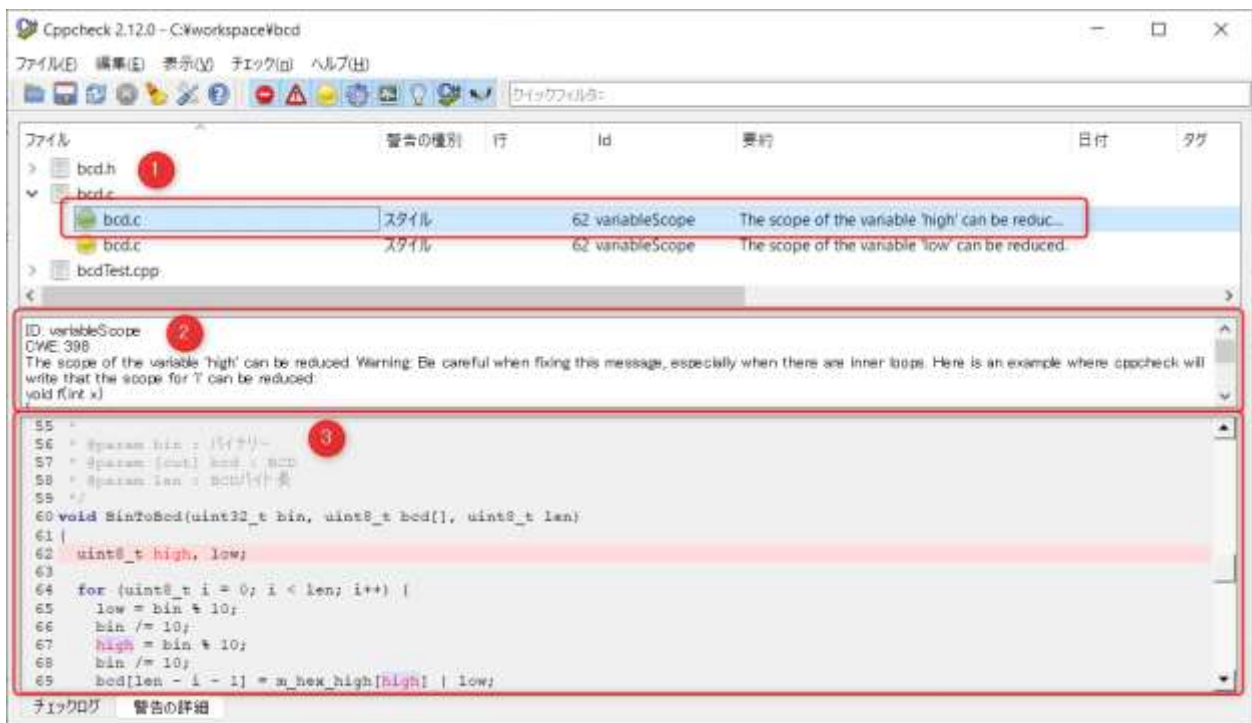 Cppcheck 2.12.0 - C:¥workspace¥bcd
ファイル(F) 編集(E) 表示(V) チェック(n) ヘルプ(H)
クイックフィルタ:
ファイル 警告の種別 行 Id 要約 日付 タグ
bcd.h 1
bcd.c
bcd.c スタイル 62 variableScope The scope of the variable 'high' can be reduc...
bcd.c スタイル 62 variableScope The scope of the variable 'low' can be reduced.
bcdTest.cpp
ID: variableScope 2
CWE: 398
The scope of the variable 'high' can be reduced. Warning: Be careful when fixing this message, especially when there are inner loops. Here is an example where cppcheck will
write that the scope for 'i' can be reduced:
void f(int x)
{
55 *
56 * @param bin : バイナリー 3
57 * @param [out] bcd : BCD
58 * @param len : BCDバイト長
59 */
60 void BinToBcd(uint32_t bin, uint8_t bcd[], uint8_t len)
61 {
62 uint8_t high, low;
63
64 for (uint8_t i = 0; i < len; i++) {
65 low = bin % 10;
66 bin /= 10;
67 high = bin % 10;
68 bin /= 10;
69 bcd[len - i - 1] = m_hex_high[high] | low;
チェックログ 警告の詳細